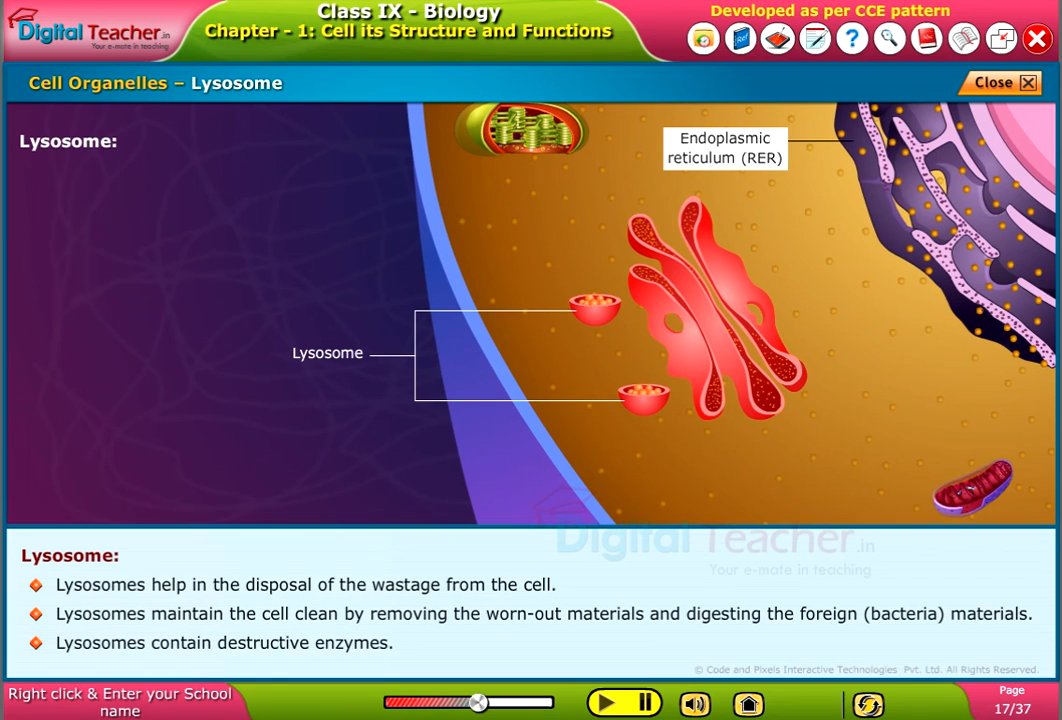 Digital Teacher.in
Your e-mate in teaching
Class IX - Biology
Chapter - 1: Cell its Structure and Functions
Developed as per CCE pattern
Ref
?
Cell Organelles – Lysosome
Close
Lysosome:
Endoplasmic
reticulum (RER)
Lysosome
Digital Teacher.in
Your e-mate in teaching
Lysosome:
Lysosomes help in the disposal of the wastage from the cell.
Lysosomes maintain the cell clean by removing the worn-out materials and digesting the foreign (bacteria) materials.
Lysosomes contain destructive enzymes.
© Code and Pixels Interactive Technologies Pvt. Ltd. All Rights Reserved.
Right click & Enter your School
name
Page
17/37